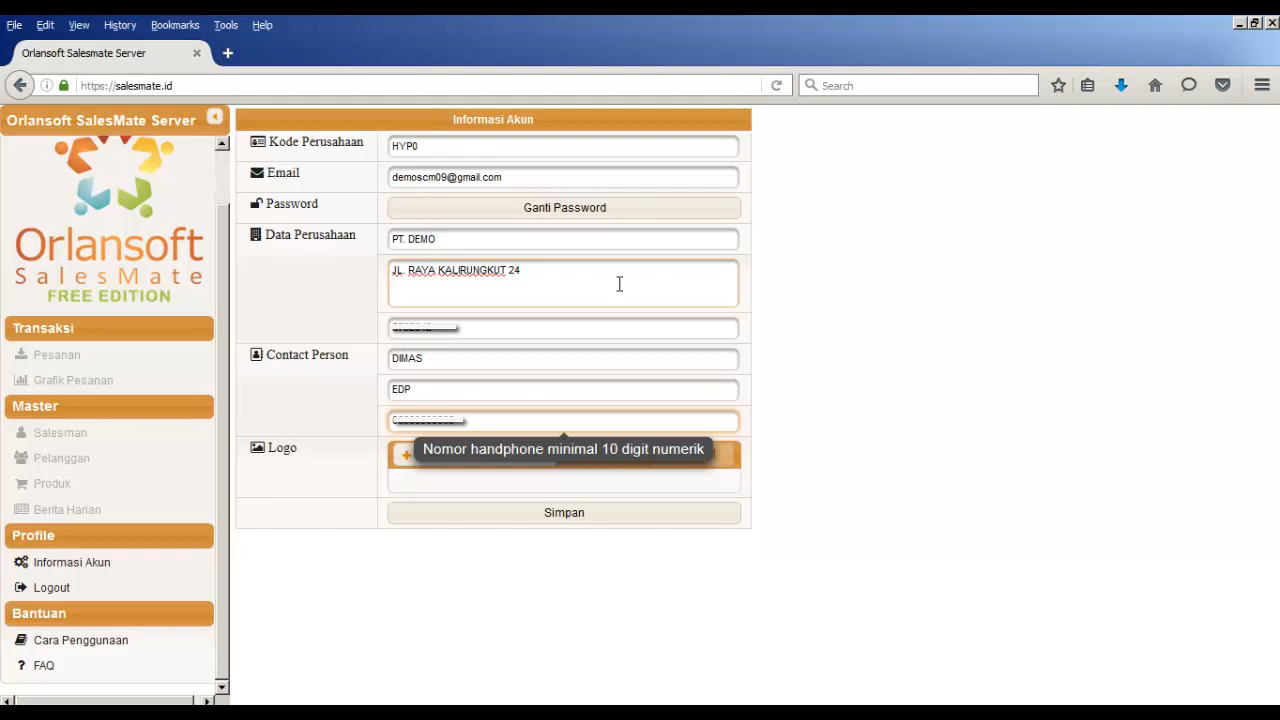 File Edit View History Bookmarks Tools Help
Orlansoft Salesmate Server
https://salesmate.id
Search
Orlansoft SalesMate Server
Orlansoft
SalesMate
FREE EDITION
Transaksi
Pesanan
Grafik Pesanan
Master
Salesman
Pelanggan
Produk
Berita Harian
Profile
Informasi Akun
Logout
Bantuan
Cara Penggunaan
FAQ
Informasi Akun
Kode Perusahaan HYP0
Email demoscm09@gmail.com
Password Ganti Password
Data Perusahaan PT. DEMO
JL. RAYA KALIRUNGKUT 24
Contact Person DIMAS
EDP
Nomor handphone minimal 10 digit numerik
Logo
Simpan